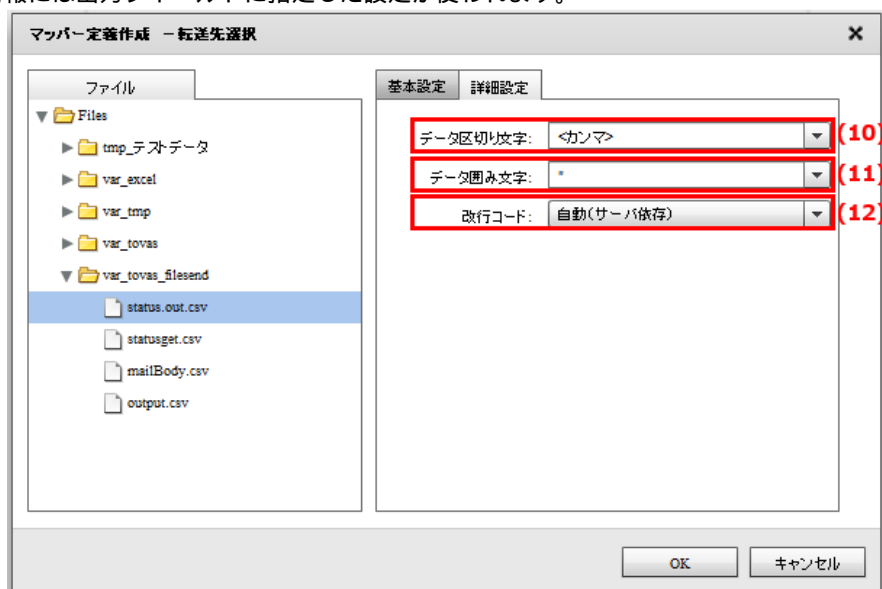 マッパー定義作成 －転送先選択
ファイル
Files
tmp_テストデータ
var_excel
var_tmp
var_tovas
var_tovas_filesend
status.out.csv
statusget.csv
mailBody.csv
output.csv
基本設定 詳細設定
データ区切り文字: <カンマ> (10)
データ囲み文字: " (11)
改行コード: 自動(サーバ依存) (12)
OK キャンセル